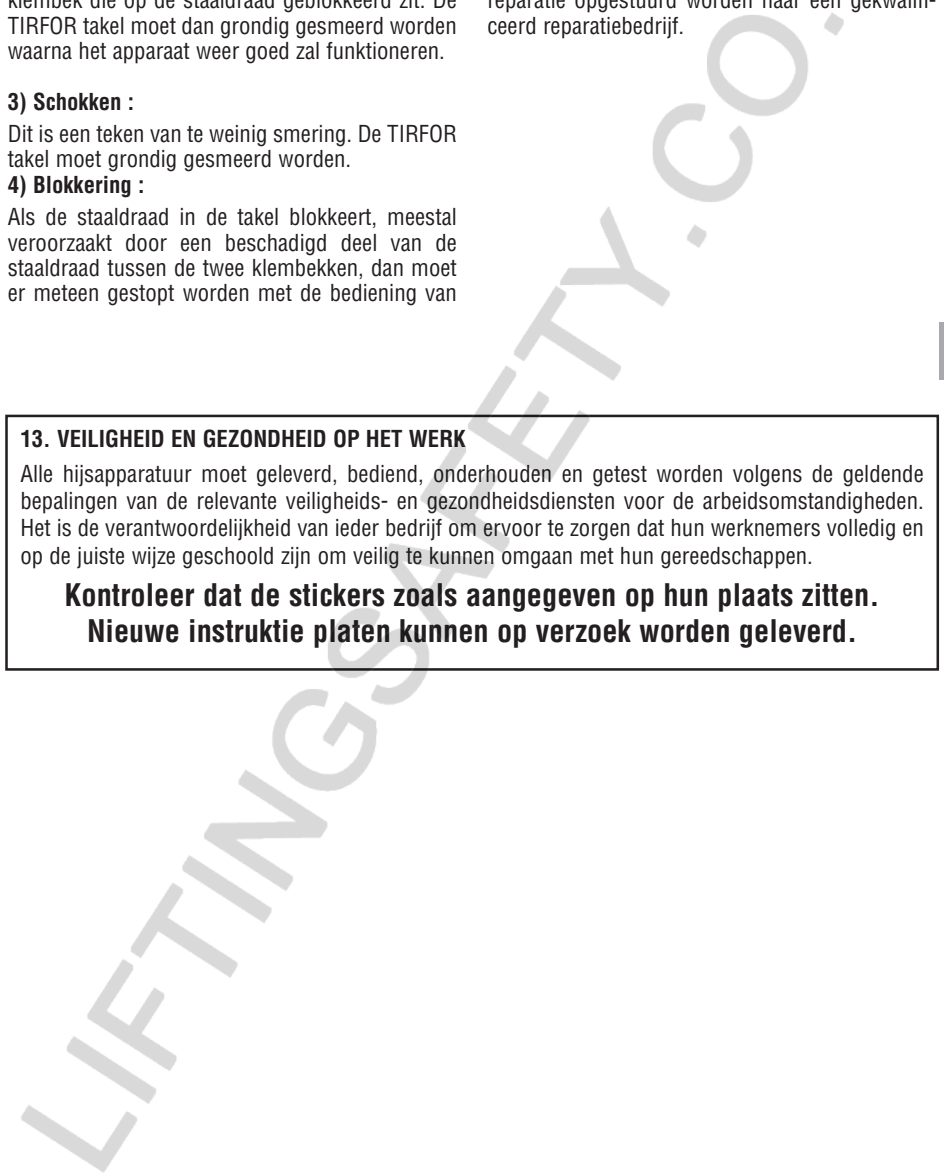 klembek die op de staaldraad geblokkeerd zit. De
TIRFOR takel moet dan grondig gesmeerd worden
waarna het apparaat weer goed zal funktioneren.
3) Schokken :
Dit is een teken van te weinig smering. De TIRFOR
takel moet grondig gesmeerd worden.
4) Blokkering :
Als de staaldraad in de takel blokkeert, meestal
veroorzaakt door een beschadigd deel van de
staaldraad tussen de twee klembekken, dan moet
er meteen gestopt worden met de bediening van
reparatie opgestuurd worden naar een gekwalifi-
ceerd reparatiebedrijf.
13. VEILIGHEID EN GEZONDHEID OP HET WERK
Alle hijsapparatuur moet geleverd, bediend, onderhouden en getest worden volgens de geldende
bepalingen van de relevante veiligheids- en gezondheidsdiensten voor de arbeidsomstandigheden.
Het is de verantwoordelijkheid van ieder bedrijf om ervoor te zorgen dat hun werknemers volledig en
op de juiste wijze geschoold zijn om veilig te kunnen omgaan met hun gereedschappen.
Kontroleer dat de stickers zoals aangegeven op hun plaats zitten.
Nieuwe instruktie platen kunnen op verzoek worden geleverd.
LIFTINGSAFETY.CO.